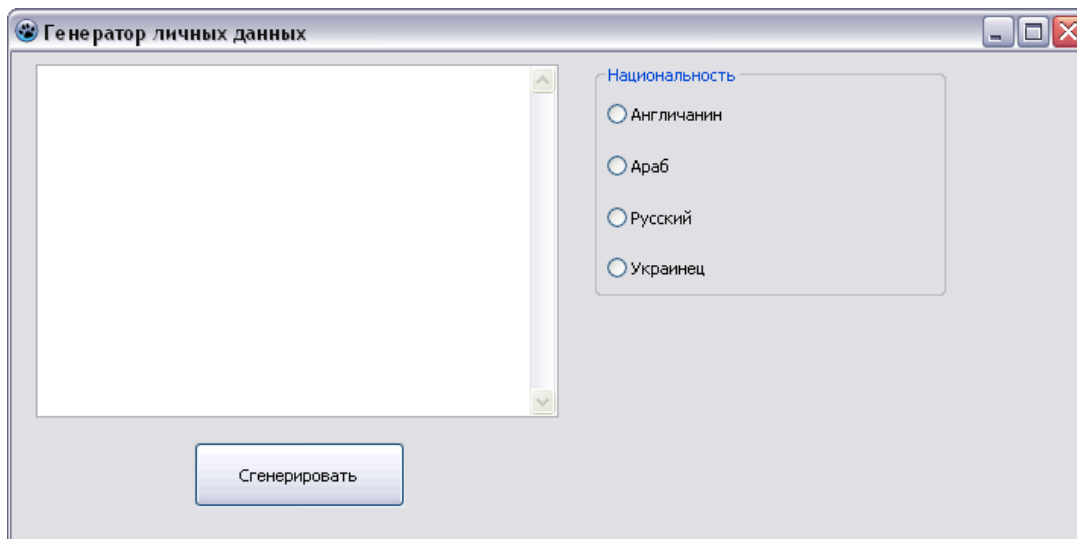 Генератор личных данных
Национальность
Англичанин
Араб
Русский
Украинец
Сгенерировать